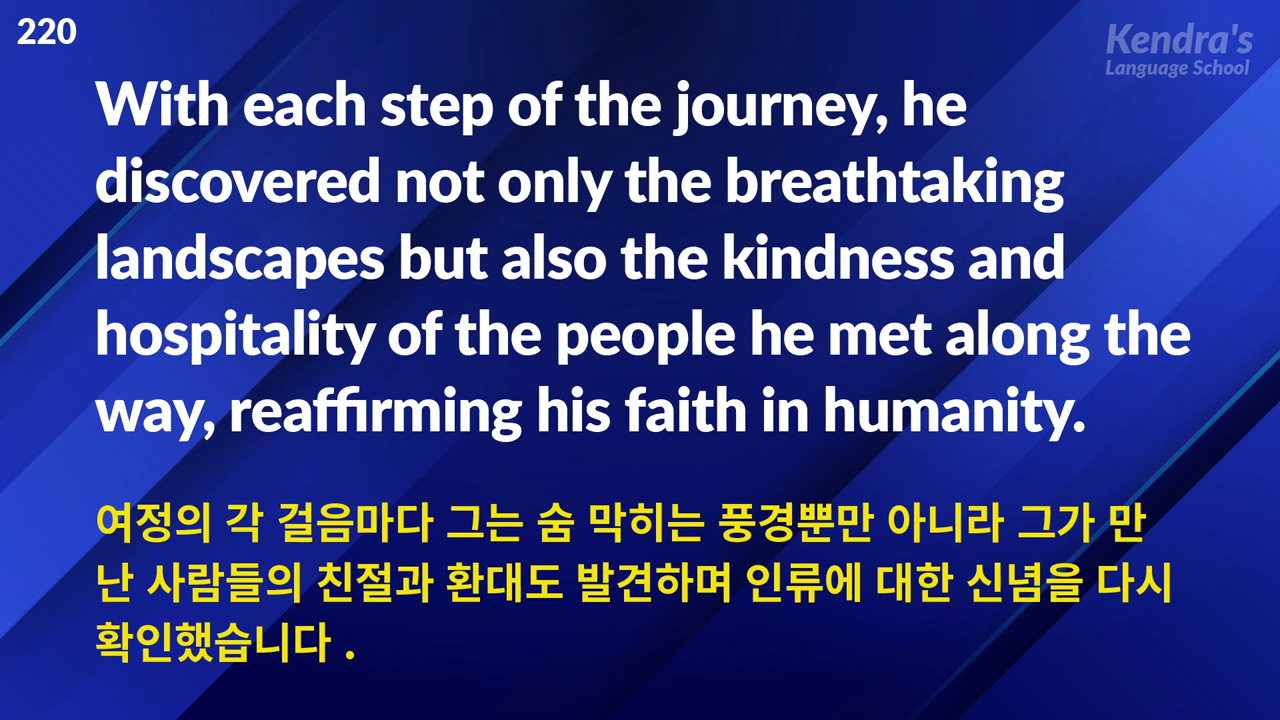 220
Kendra's
Language School
With each step of the journey, he
discovered not only the breathtaking
landscapes but also the kindness and
hospitality of the people he met along the
way, reaffirming his faith in humanity.
여정의 각 걸음마다 그는 숨 막히는 풍경뿐만 아니라 그가 만
난 사람들의 친절과 환대도 발견하며 인류에 대한 신념을 다시
확인했습니다 .